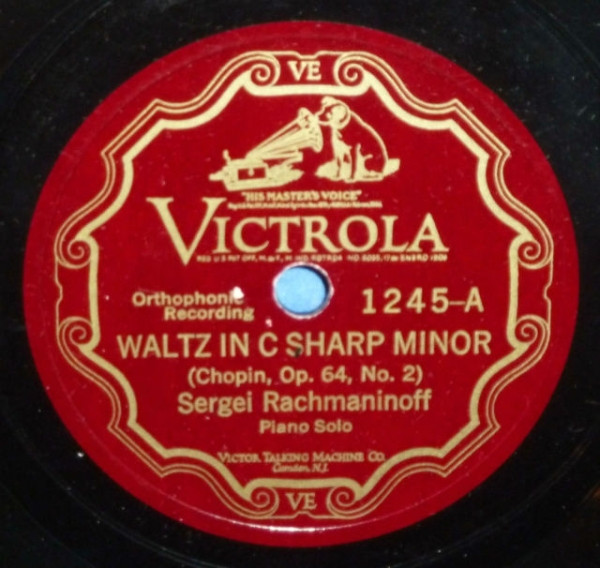 VE
"HIS MASTER'S VOICE"
VICTROLA
Orthophonic
Recording
1245-A
WALTZ IN C SHARP MINOR
(Chopin, Op. 64, No. 2)
Sergei Rachmaninoff
Piano Solo
VICTOR TALKING MACHINE CO.
Camden, N.J.
VE